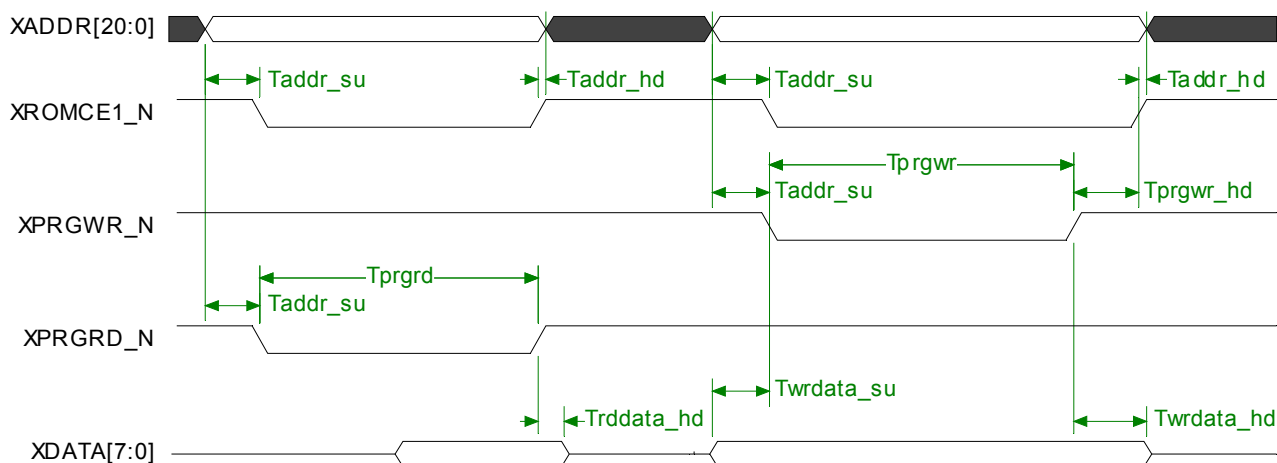 XADDR[20:0]
Taddr_su Taddr_hd Taddr_su Taddr_hd
XROMCE1_N
Tprgwr
Taddr_su Tprgwr_hd
XPRGWR_N
Tprgrd
Taddr_su
XPRGRD_N
Twrdata_su
Trddata_hd Twrdata_hd
XDATA[7:0]